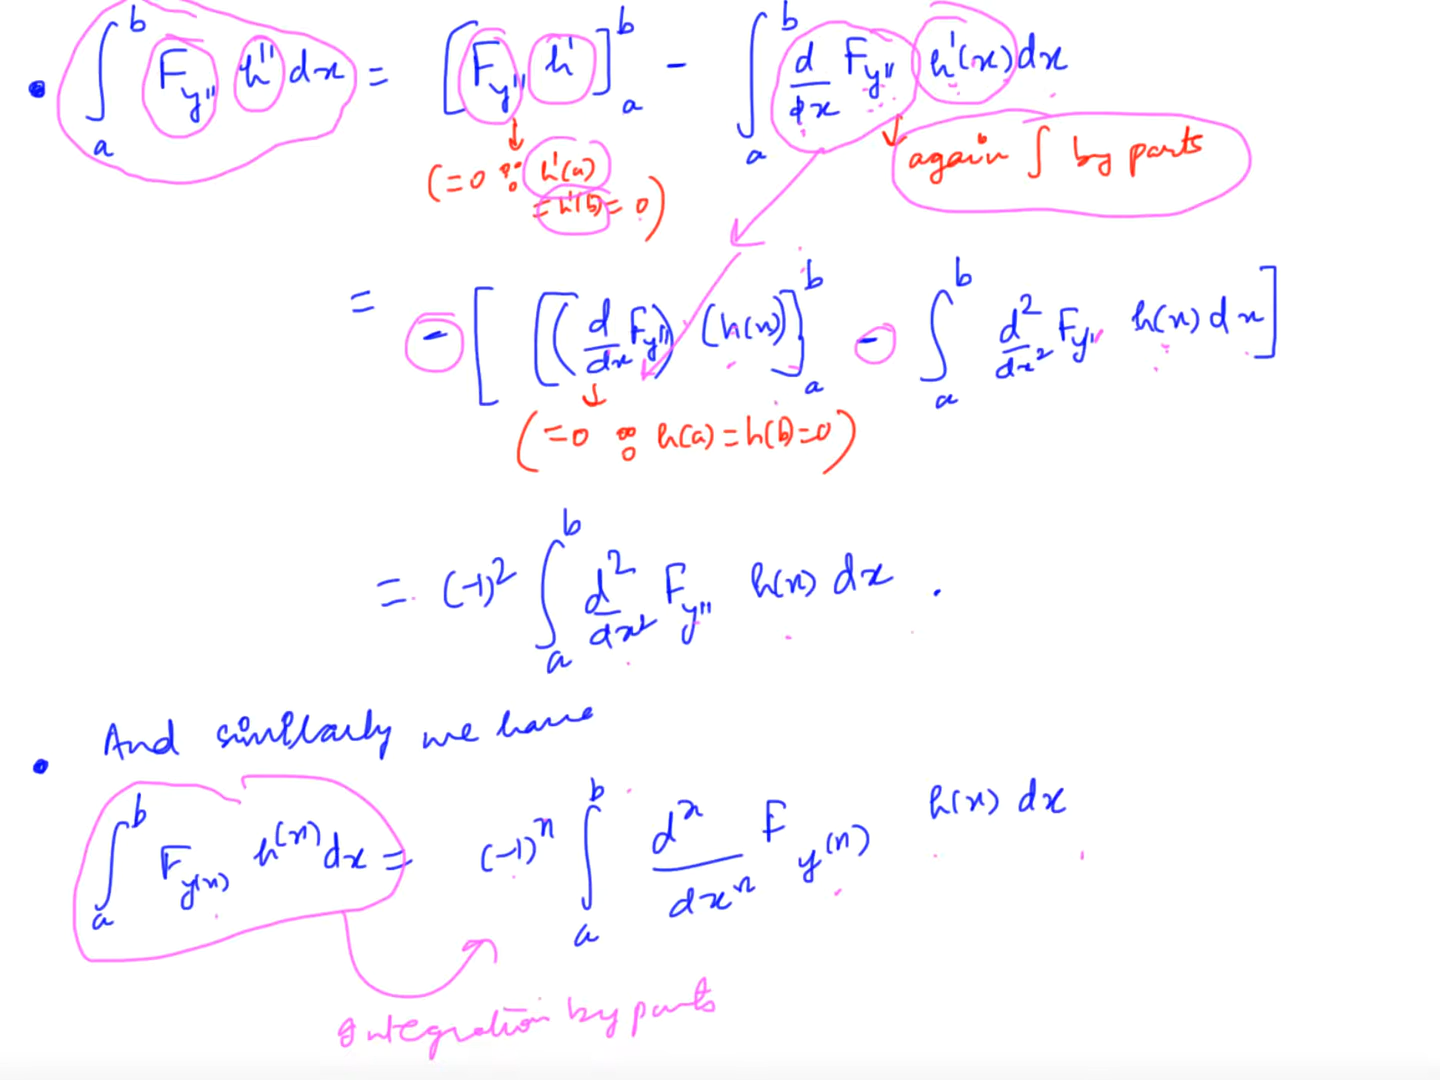 • ∫_a^b F_{y''} h'' dx = [F_{y''} h']_a^b - ∫_a^b d/dx F_{y''} h'(x) dx
(=0 ∵ h'(a) = h'(b) = 0)
again ∫ by parts
= - [ [(d/dx F_{y''}) (h(x))]_a^b - ∫_a^b d²/dx² F_{y''} h(x) dx ]
(=0 ∵ h(a) = h(b) = 0)
= (-1)² ∫_a^b d²/dx² F_{y''} h(x) dx .
• And similarly we have
∫_a^b F_{y^{(n)}} h^{(n)} dx = (-1)^n ∫_a^b d^n/dx^n F_{y^{(n)}} h(x) dx
Integration by parts